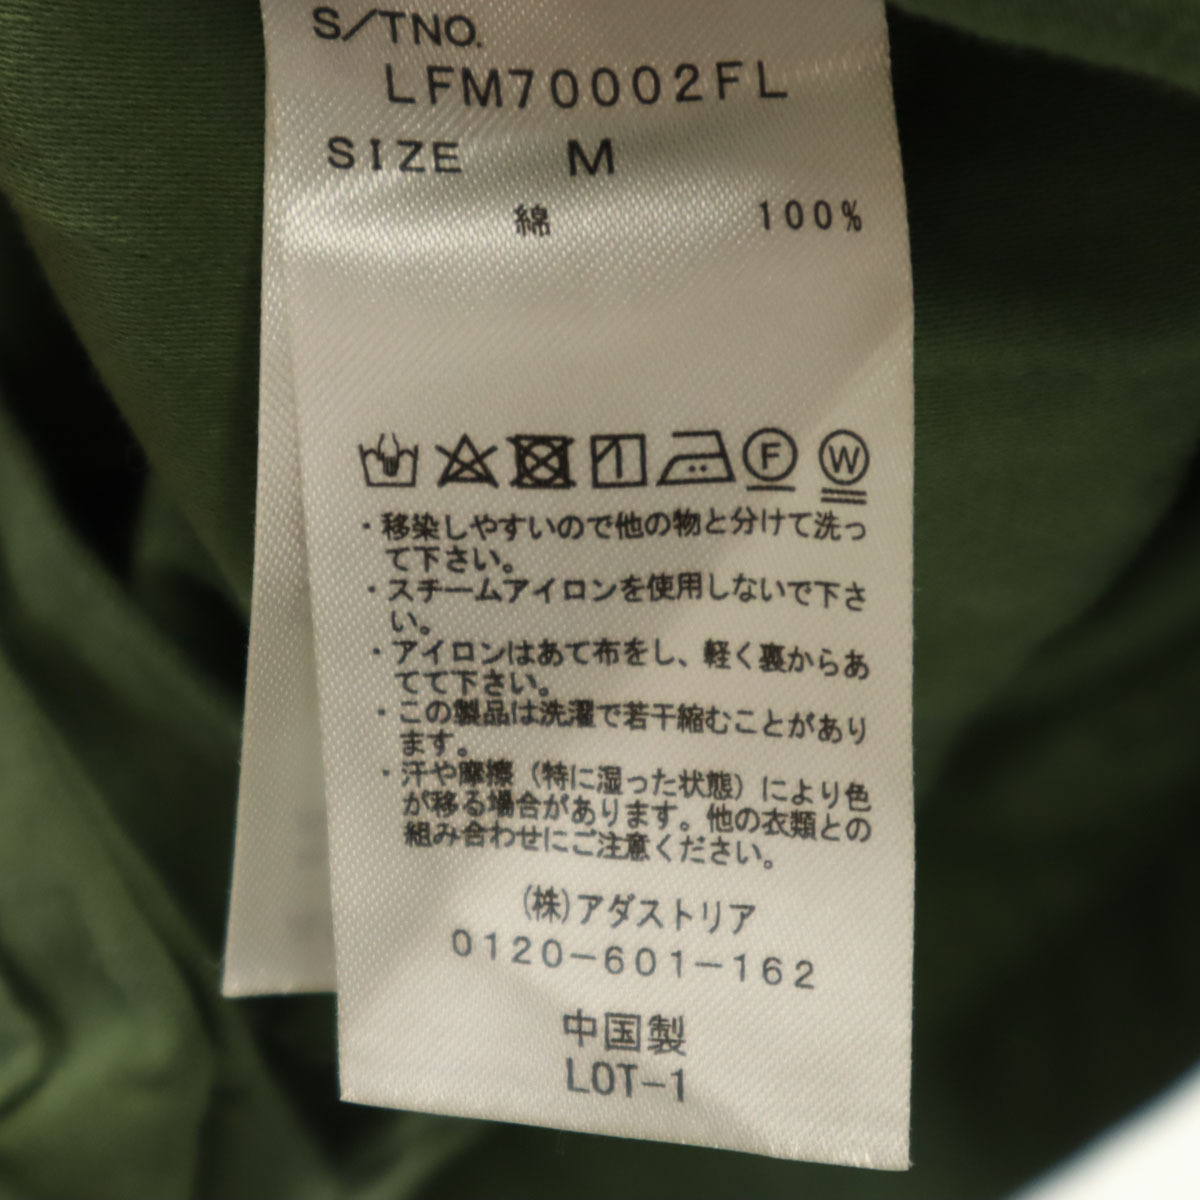 S/TNO.
LFM70002FL
SIZE M
綿 100%
F W
・移染しやすいので他の物と分けて洗っ
て下さい。
・スチームアイロンを使用しないで下さ
い。
・アイロンはあて布をし、軽く裏からあ
てて下さい。
・この製品は洗濯で若干縮むことがあり
ます。
・汗や摩擦（特に湿った状態）により色
が移る場合があります。他の衣類との
組み合わせにご注意ください。
(株)アダストリア
0120-601-162
中国製
LOT-1